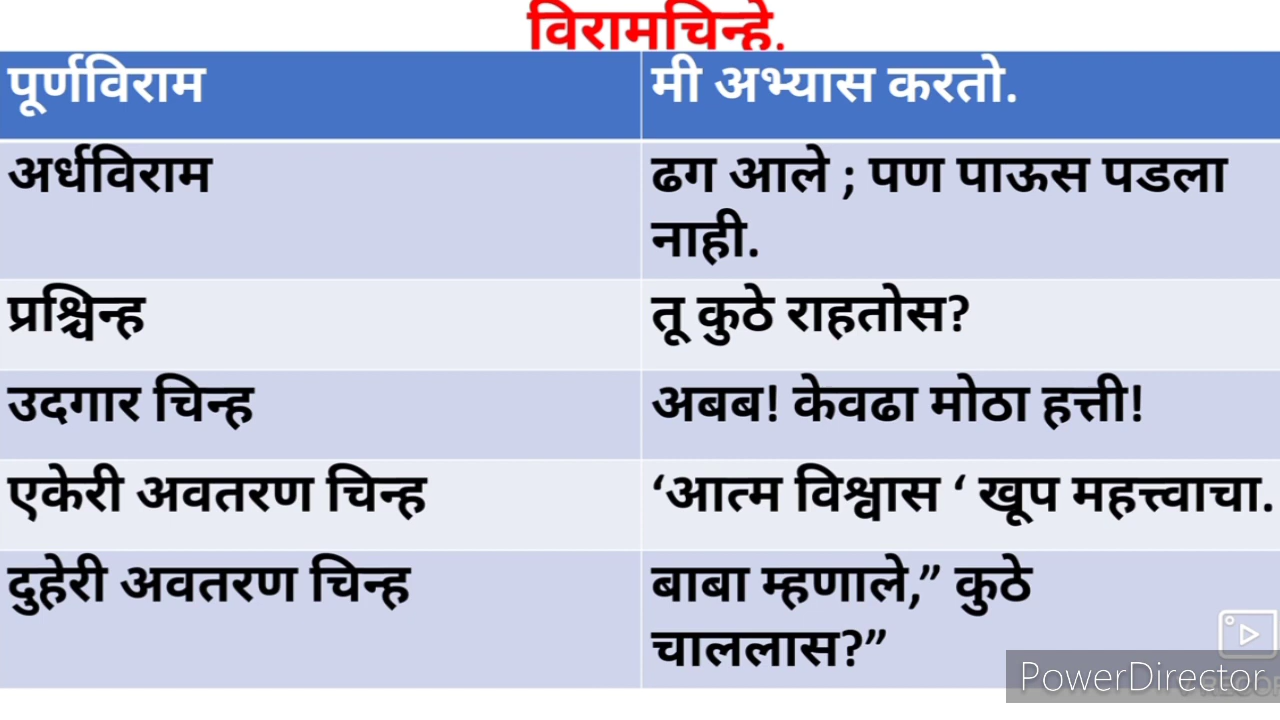 विरामचिन्हे.
पूर्णविराम
मी अभ्यास करतो.
अर्धविराम
ढग आले ; पण पाऊस पडला
नाही.
प्रश्चिन्ह
तू कुठे राहतोस?
उदगार चिन्ह
अबब! केवढा मोठा हत्ती!
एकेरी अवतरण चिन्ह
‘आत्म विश्वास ‘ खूप महत्त्वाचा.
दुहेरी अवतरण चिन्ह
बाबा म्हणाले,” कुठे
चाललास?”
PowerDirector